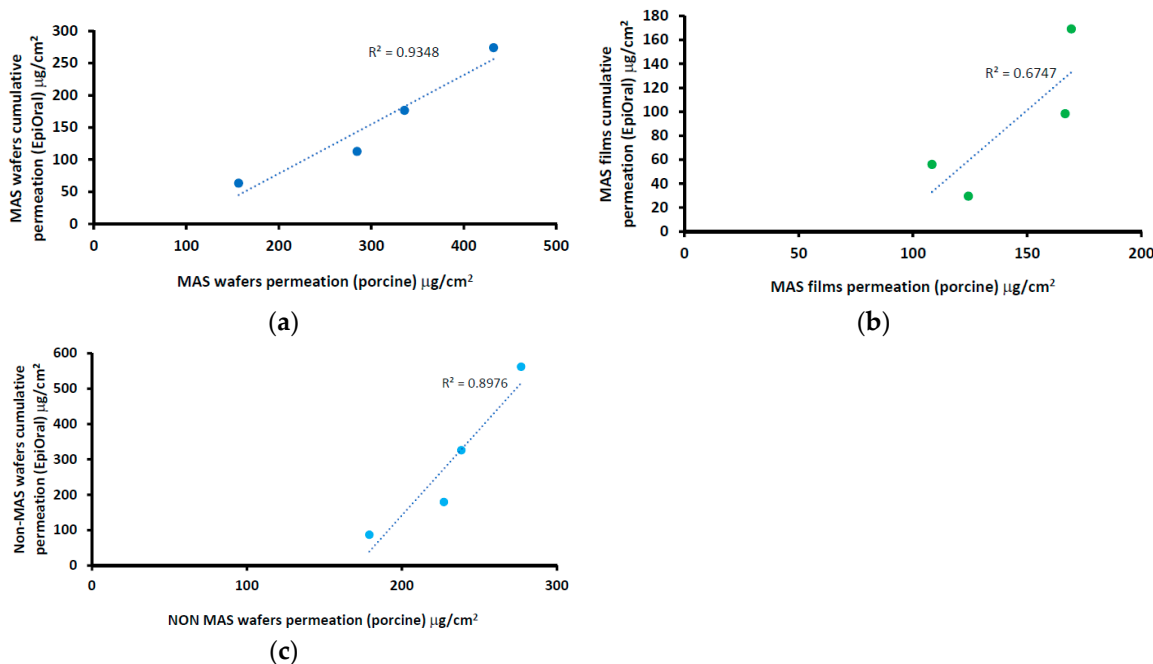 MAS wafers cumulative
permeation (EpiOral) μg/cm²
300
250
200
150
100
50
0
R² = 0.9348
0 100 200 300 400 500
MAS wafers permeation (porcine) μg/cm²
(a)
MAS films cumulative
permeation (EpiOral) μg/cm²
180
160
140
120
100
80
60
40
20
0
R² = 0.6747
0 50 100 150 200
MAS films permeation (porcine) μg/cm²
(b)
Non-MAS wafers cumulative
permeation (EpiOral) μg/cm²
600
500
400
300
200
100
0
R² = 0.8976
0 100 200 300
NON MAS wafers permeation (porcine) μg/cm²
(c)